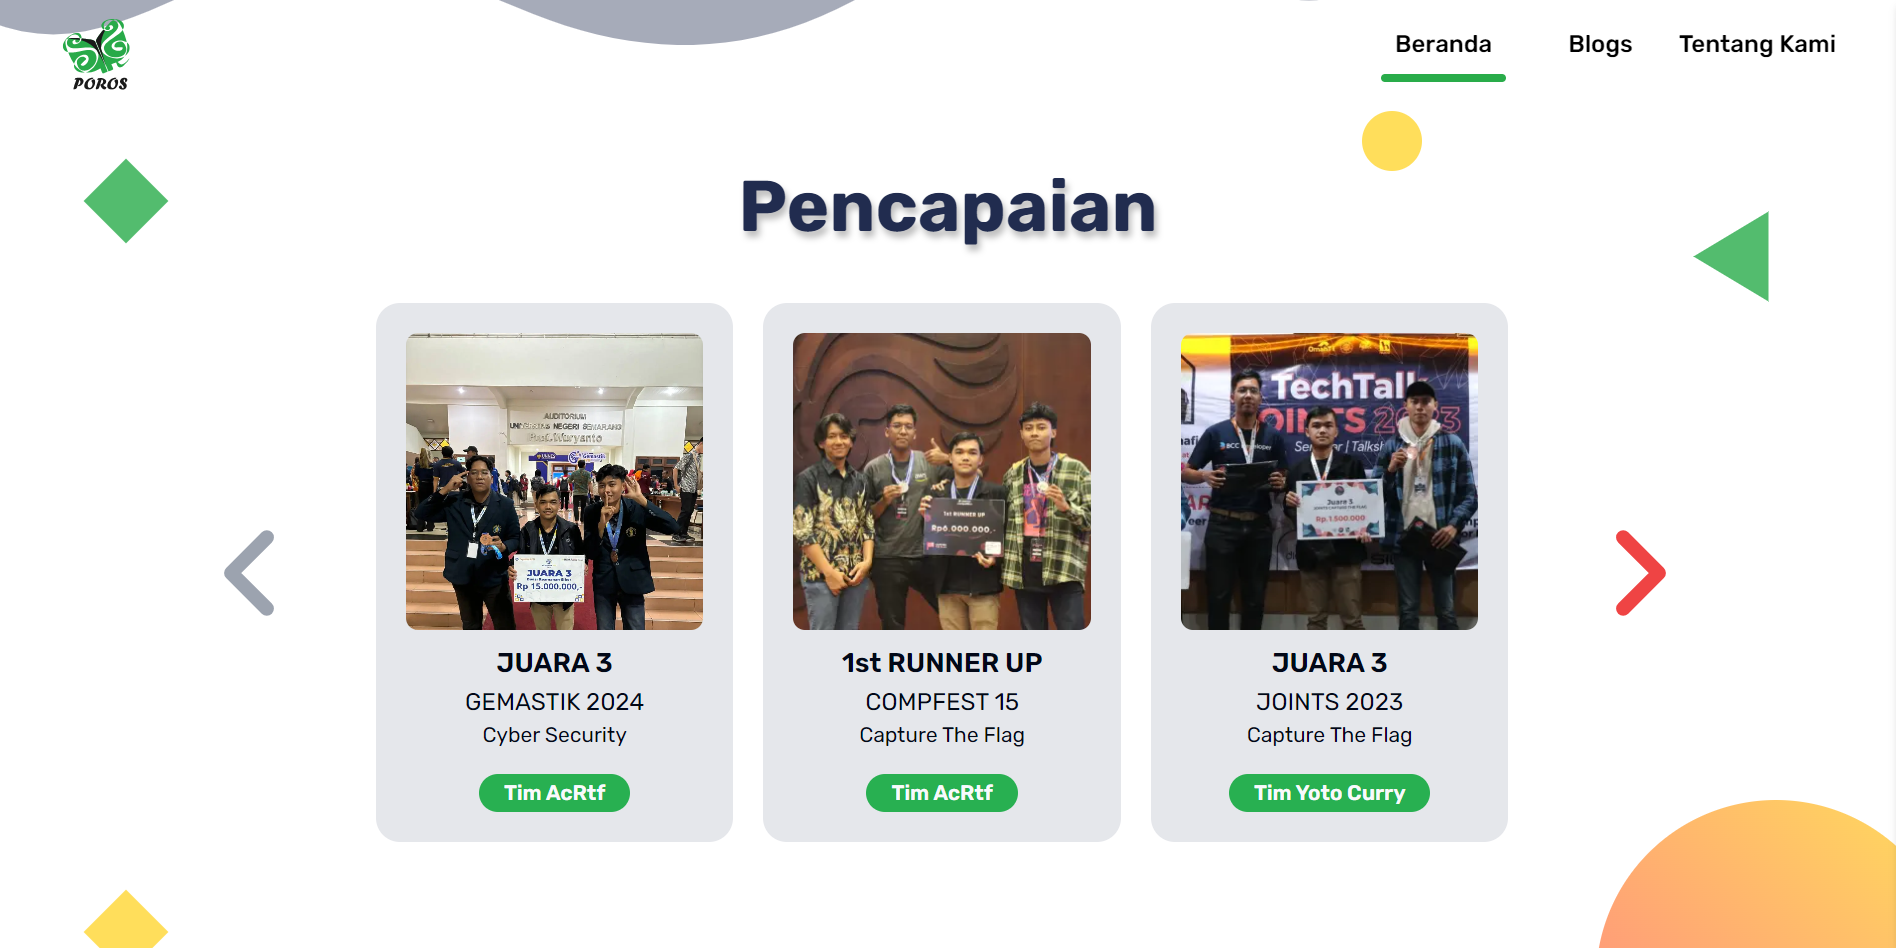 POROS
Beranda
Blogs
Tentang Kami
Pencapaian
AUDITORIUM
UNIVERSITAS NEGERI SEMARANG
Prof. Wuryanto
JUARA 3
Rp 15.000.000,-
JUARA 3
GEMASTIK 2024
Cyber Security
Tim AcRtf
1st RUNNER UP
Rp6.000.000,-
1st RUNNER UP
COMPFEST 15
Capture The Flag
Tim AcRtf
TechTalk
JOINTS 2023
Juara 3
Rp.1.500.000
JUARA 3
JOINTS 2023
Capture The Flag
Tim Yoto Curry